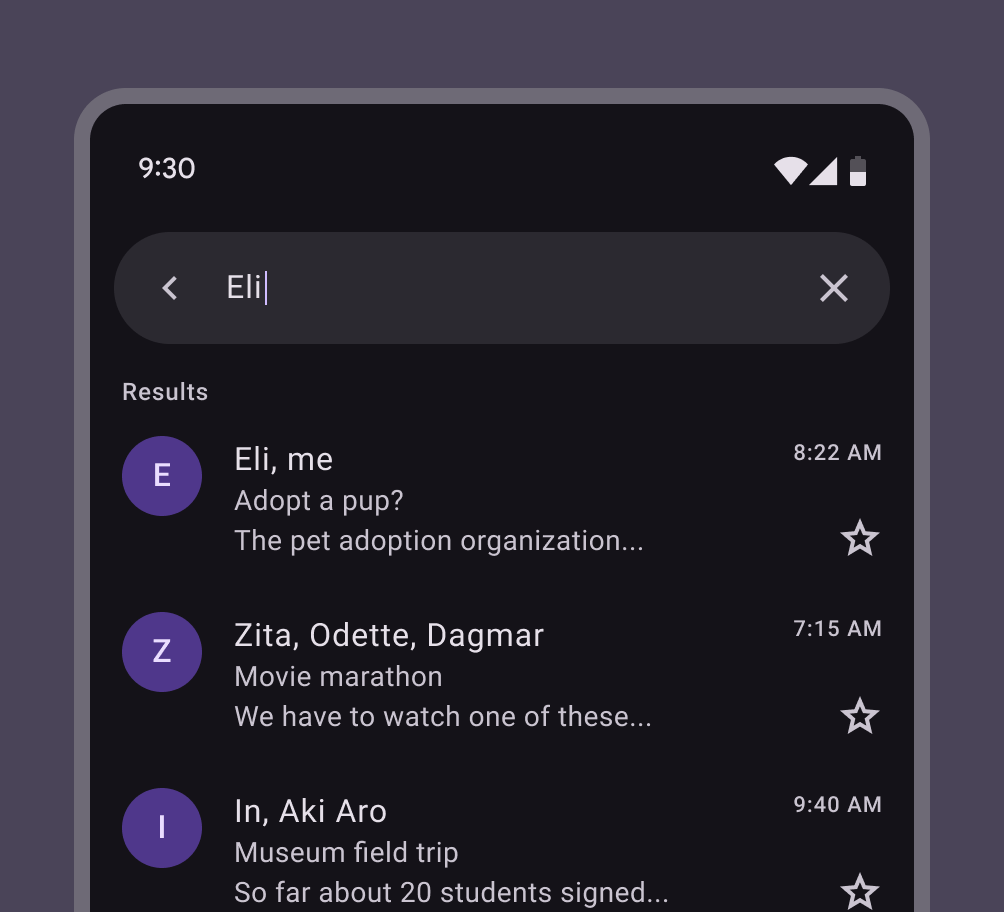 9:30
Eli
Results
E
Eli, me
8:22 AM
Adopt a pup?
The pet adoption organization...
Z
Zita, Odette, Dagmar
7:15 AM
Movie marathon
We have to watch one of these...
I
In, Aki Aro
9:40 AM
Museum field trip
So far about 20 students signed...